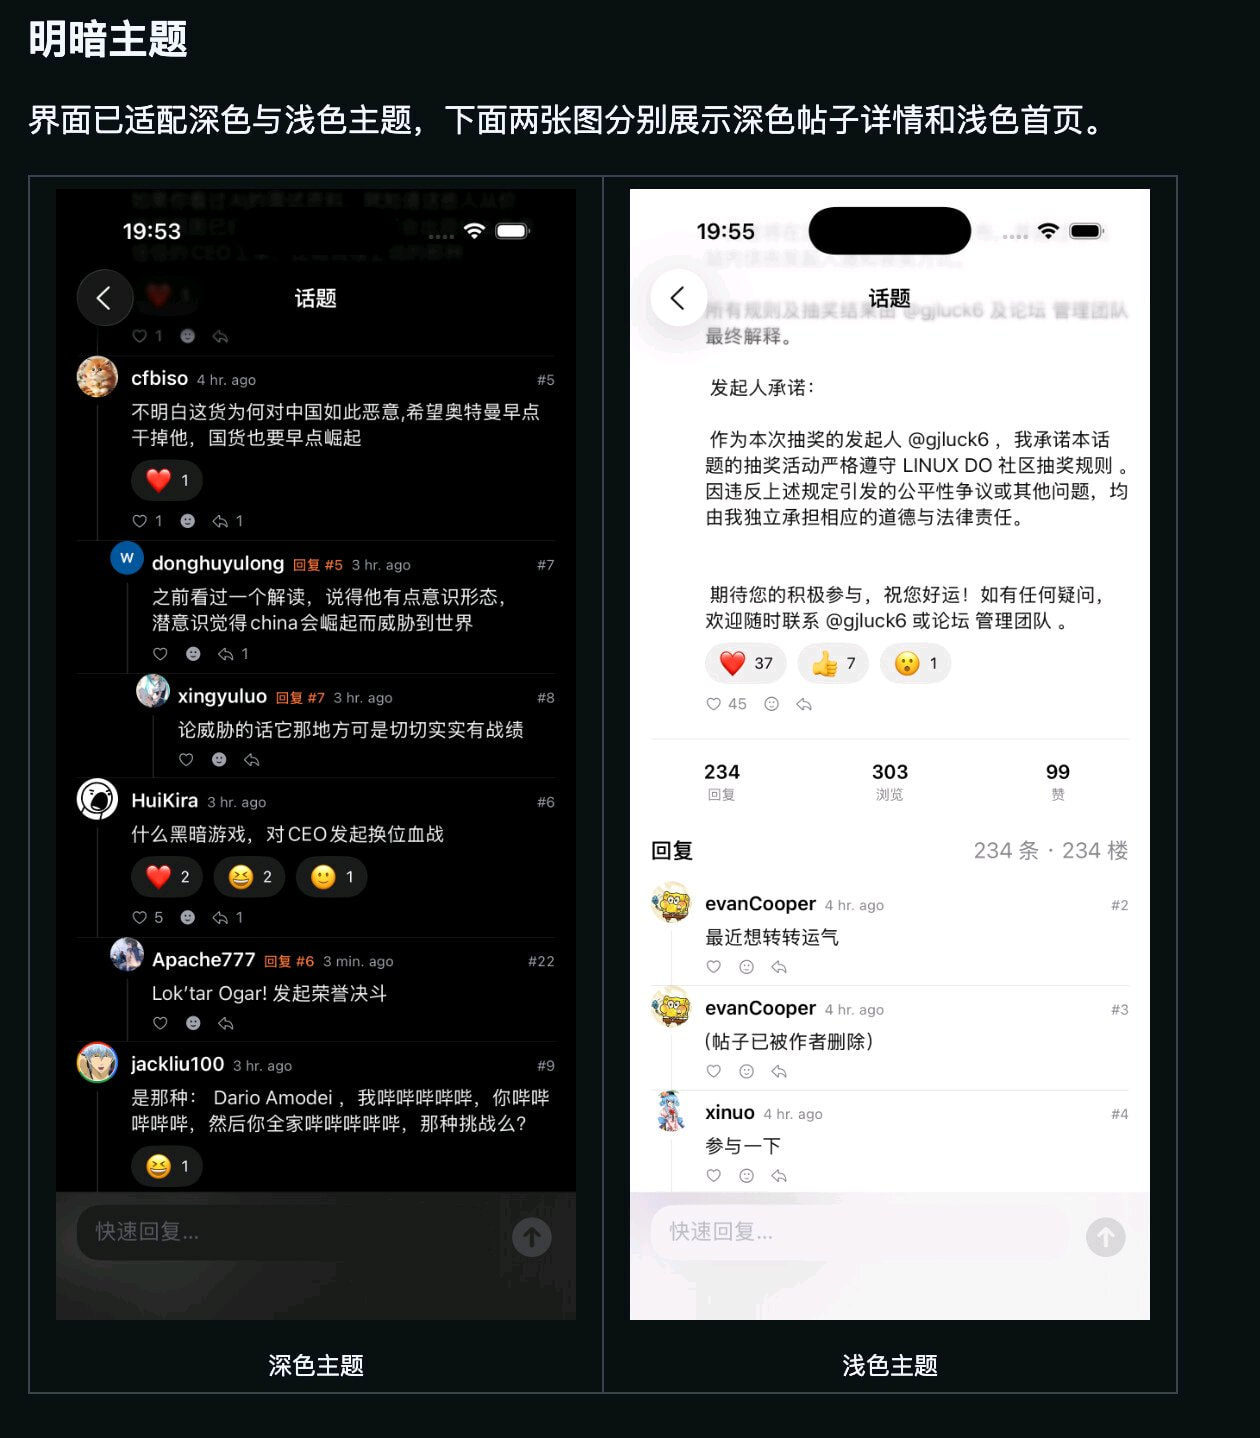 明暗主题
界面已适配深色与浅色主题，下面两张图分别展示深色帖子详情和浅色首页。
19:53
话题
1
cfbiso 4 hr. ago #5
不明白这货为何对中国如此恶意,希望奥特曼早点
干掉他，国货也要早点崛起
1
1 1
W
donghuyulong 回复 #5 3 hr. ago #7
之前看过一个解读，说得他有点意识形态，
潜意识觉得china会崛起而威胁到世界
1
xingyuluo 回复 #7 3 hr. ago #8
论威胁的话它那地方可是切切实实有战绩
HuiKira 3 hr. ago #6
什么黑暗游戏，对CEO发起换位血战
2 2 1
5 1
Apache777 回复 #6 3 min. ago #22
Lok'tar Ogar! 发起荣誉决斗
jackliu100 3 hr. ago #9
是那种： Dario Amodei ，我哔哔哔哔哔，你哔哔
哔哔哔，然后你全家哔哔哔哔哔，那种挑战么？
1
快速回复...
深色主题
19:55
话题
所有规则及抽奖结果由 @gjluck6 及论坛 管理团队
最终解释。
发起人承诺：
作为本次抽奖的发起人 @gjluck6 ，我承诺本话
题的抽奖活动严格遵守 LINUX DO 社区抽奖规则 。
因违反上述规定引发的公平性争议或其他问题，均
由我独立承担相应的道德与法律责任。
期待您的积极参与，祝您好运！如有任何疑问，
欢迎随时联系 @gjluck6 或论坛 管理团队 。
37 7 1
45
234 303 99
回复 浏览 赞
回复 234 条 · 234 楼
evanCooper 4 hr. ago #2
最近想转转运气
evanCooper 4 hr. ago #3
（帖子已被作者删除）
xinuo 4 hr. ago #4
参与一下
快速回复...
浅色主题